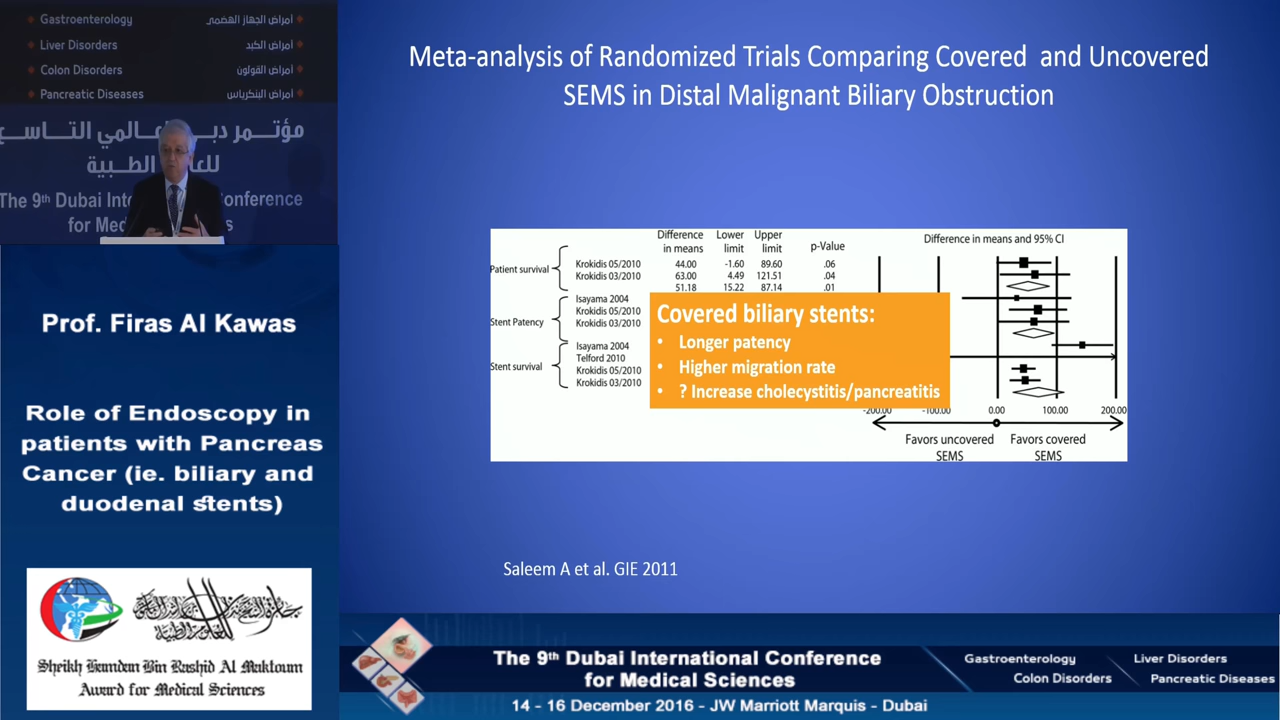 Gastroenterology أمراض الجهاز الهضمي
Liver Disorders أمراض الكبد
Colon Disorders أمراض القولون
Pancreatic Diseases أمراض البنكرياس
مؤتمر دبي العالمي التاسع
للعلوم الطبية
The 9th Dubai Int Conference
for Med s
Prof. Firas Al Kawas
Role of Endoscopy in
patients with Pancreas
Cancer (ie. biliary and
duodenal stents)
Sheikh Hamdan Bin Rashid Al Maktoum
Award for Medical Sciences
Meta-analysis of Randomized Trials Comparing Covered and Uncovered
SEMS in Distal Malignant Biliary Obstruction
Difference in means Lower limit Upper limit p-Value Difference in means and 95% CI
Patient survival
Krokidis 05/2010 44.00 -1.60 89.60 .06
Krokidis 03/2010 63.00 4.49 121.51 .04
51.18 15.22 87.14 .01
Stent Patency
Isayama 2004
Krokidis 05/2010
Krokidis 03/2010
Stent survival
Isayama 2004
Telford 2010
Krokidis 05/2010
Krokidis 03/2010
Covered biliary stents:
• Longer patency
• Higher migration rate
• ? Increase cholecystitis/pancreatitis
-200.00 -100.00 0.00 100.00 200.00
Favors uncovered SEMS Favors covered SEMS
Saleem A et al. GIE 2011
The 9th Dubai International Conference
for Medical Sciences
14 - 16 December 2016 - JW Marriott Marquis - Dubai
Gastroenterology Liver Disorders
Colon Disorders Pancreatic Diseases